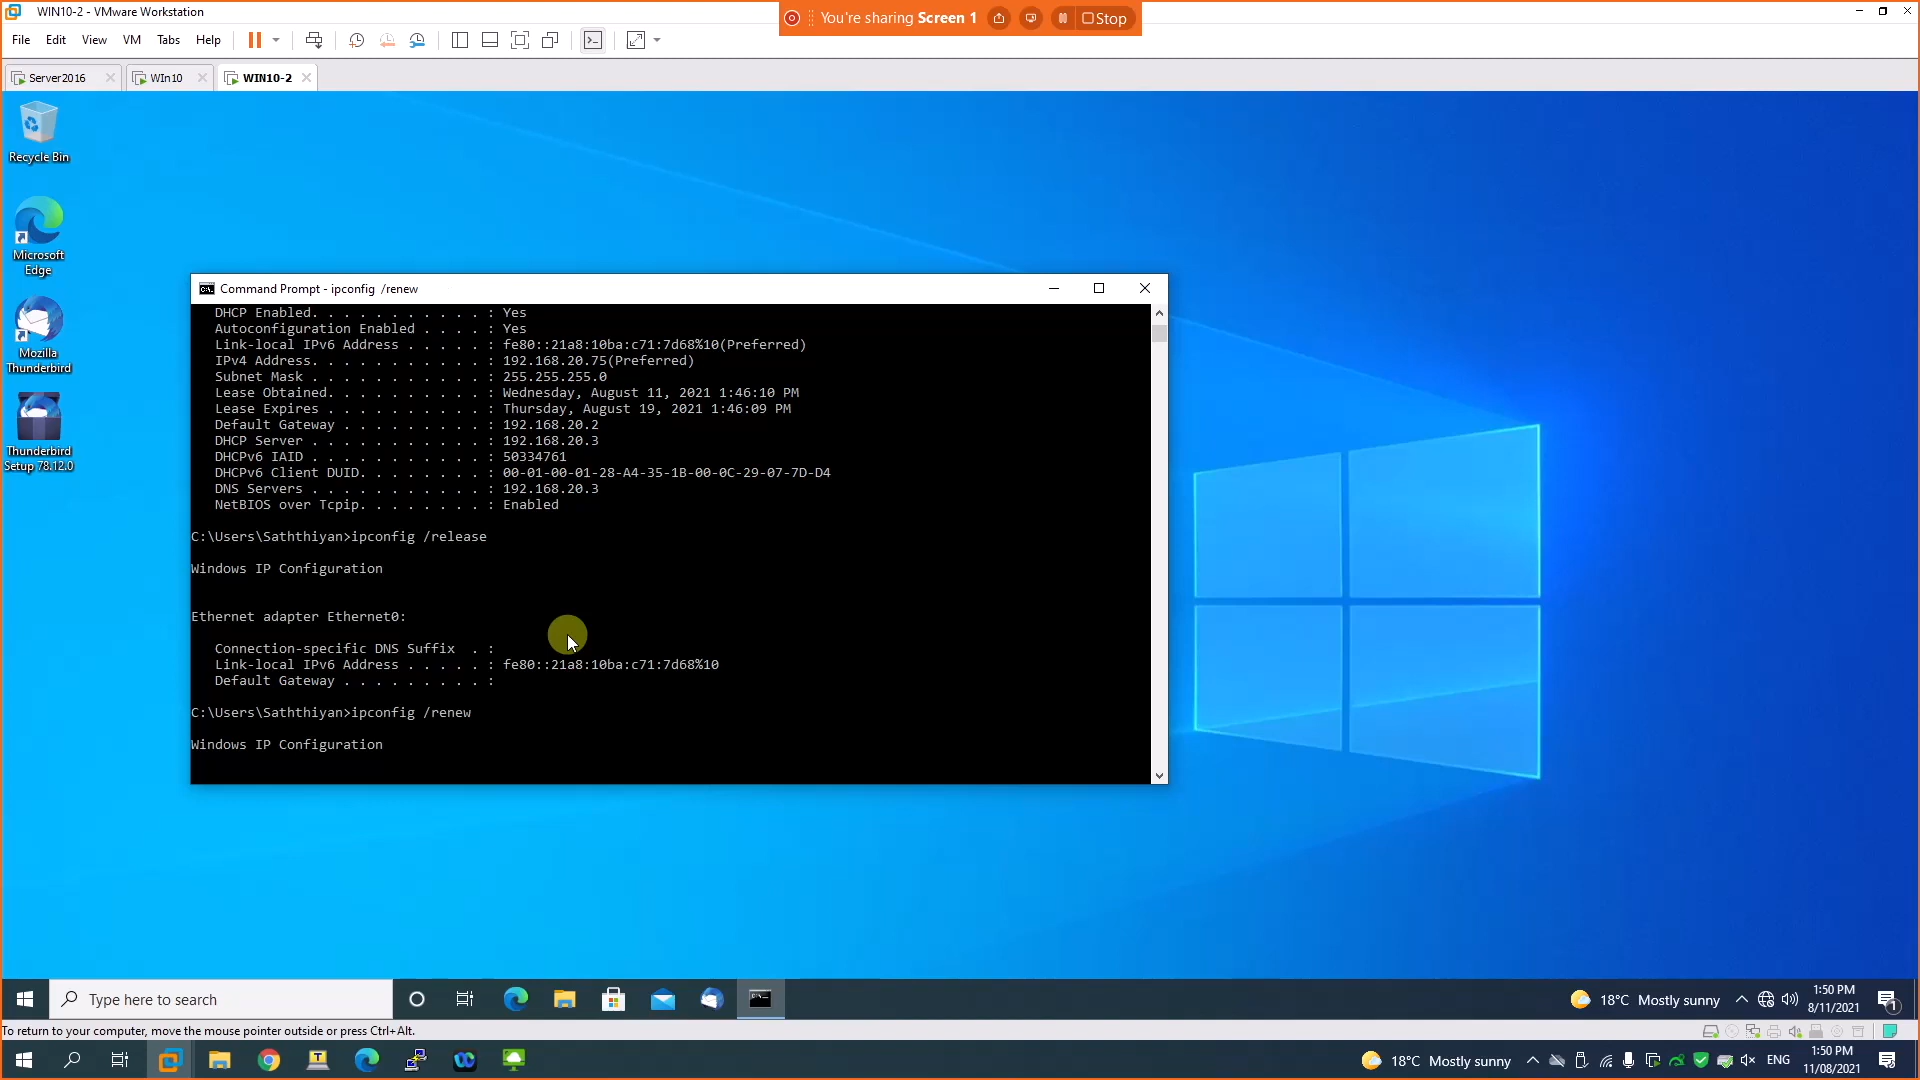 WIN10-2 - VMware Workstation
You're sharing Screen 1
Stop
File Edit View VM Tabs Help
Server2016
WIn10
WIN10-2
Recycle Bin
Microsoft
Edge
Mozilla
Thunderbird
Thunderbird
Setup 78.12.0
Command Prompt - ipconfig /renew
DHCP Enabled. . . . . . . . . . . : Yes
Autoconfiguration Enabled . . . . : Yes
Link-local IPv6 Address . . . . . : fe80::21a8:10ba:c71:7d68%10(Preferred)
IPv4 Address. . . . . . . . . . . : 192.168.20.75(Preferred)
Subnet Mask . . . . . . . . . . . : 255.255.255.0
Lease Obtained. . . . . . . . . . : Wednesday, August 11, 2021 1:46:10 PM
Lease Expires . . . . . . . . . . : Thursday, August 19, 2021 1:46:09 PM
Default Gateway . . . . . . . . . : 192.168.20.2
DHCP Server . . . . . . . . . . . : 192.168.20.3
DHCPv6 IAID . . . . . . . . . . . : 50334761
DHCPv6 Client DUID. . . . . . . . : 00-01-00-01-28-A4-35-1B-00-0C-29-07-7D-D4
DNS Servers . . . . . . . . . . . : 192.168.20.3
NetBIOS over Tcpip. . . . . . . . : Enabled
C:\Users\Saththiyan>ipconfig /release
Windows IP Configuration
Ethernet adapter Ethernet0:
Connection-specific DNS Suffix . :
Link-local IPv6 Address . . . . . : fe80::21a8:10ba:c71:7d68%10
Default Gateway . . . . . . . . . :
C:\Users\Saththiyan>ipconfig /renew
Windows IP Configuration
Type here to search
18°C Mostly sunny
1:50 PM
8/11/2021
1
To return to your computer, move the mouse pointer outside or press Ctrl+Alt.
18°C Mostly sunny
ENG
1:50 PM
11/08/2021